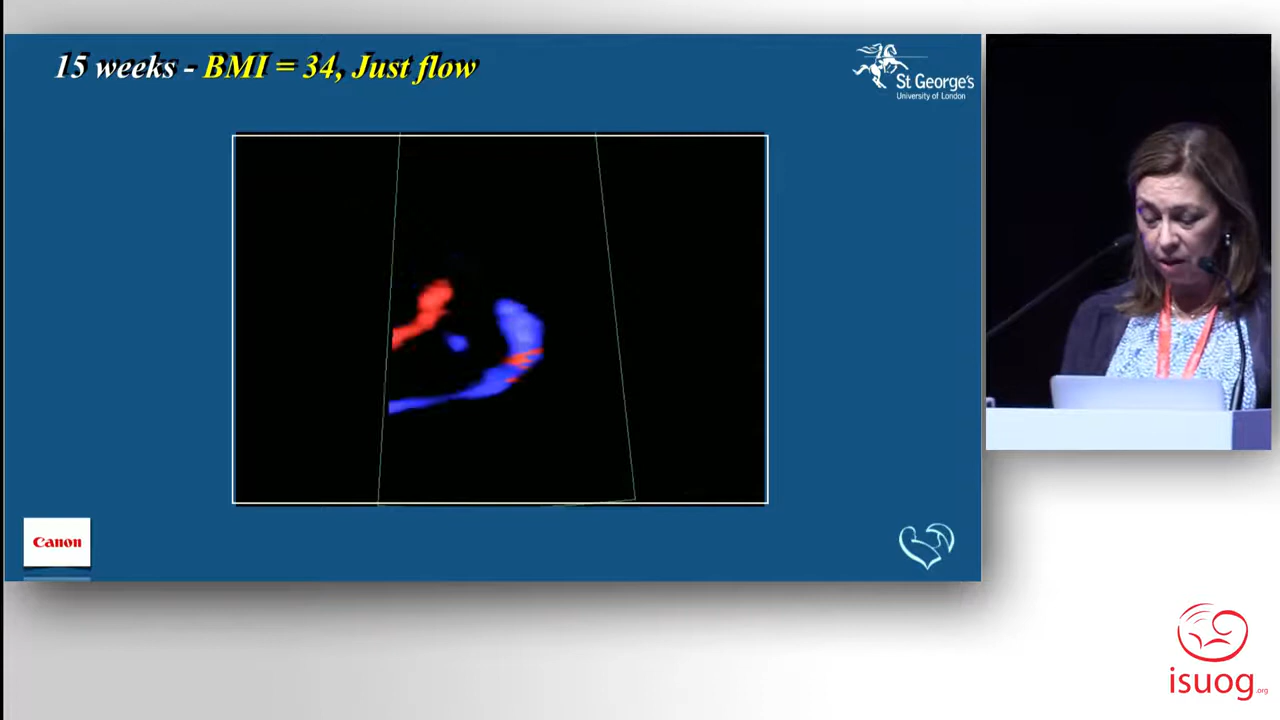 15 weeks - BMI = 34, Just flow
St George's
University of London
Canon
isuog.org